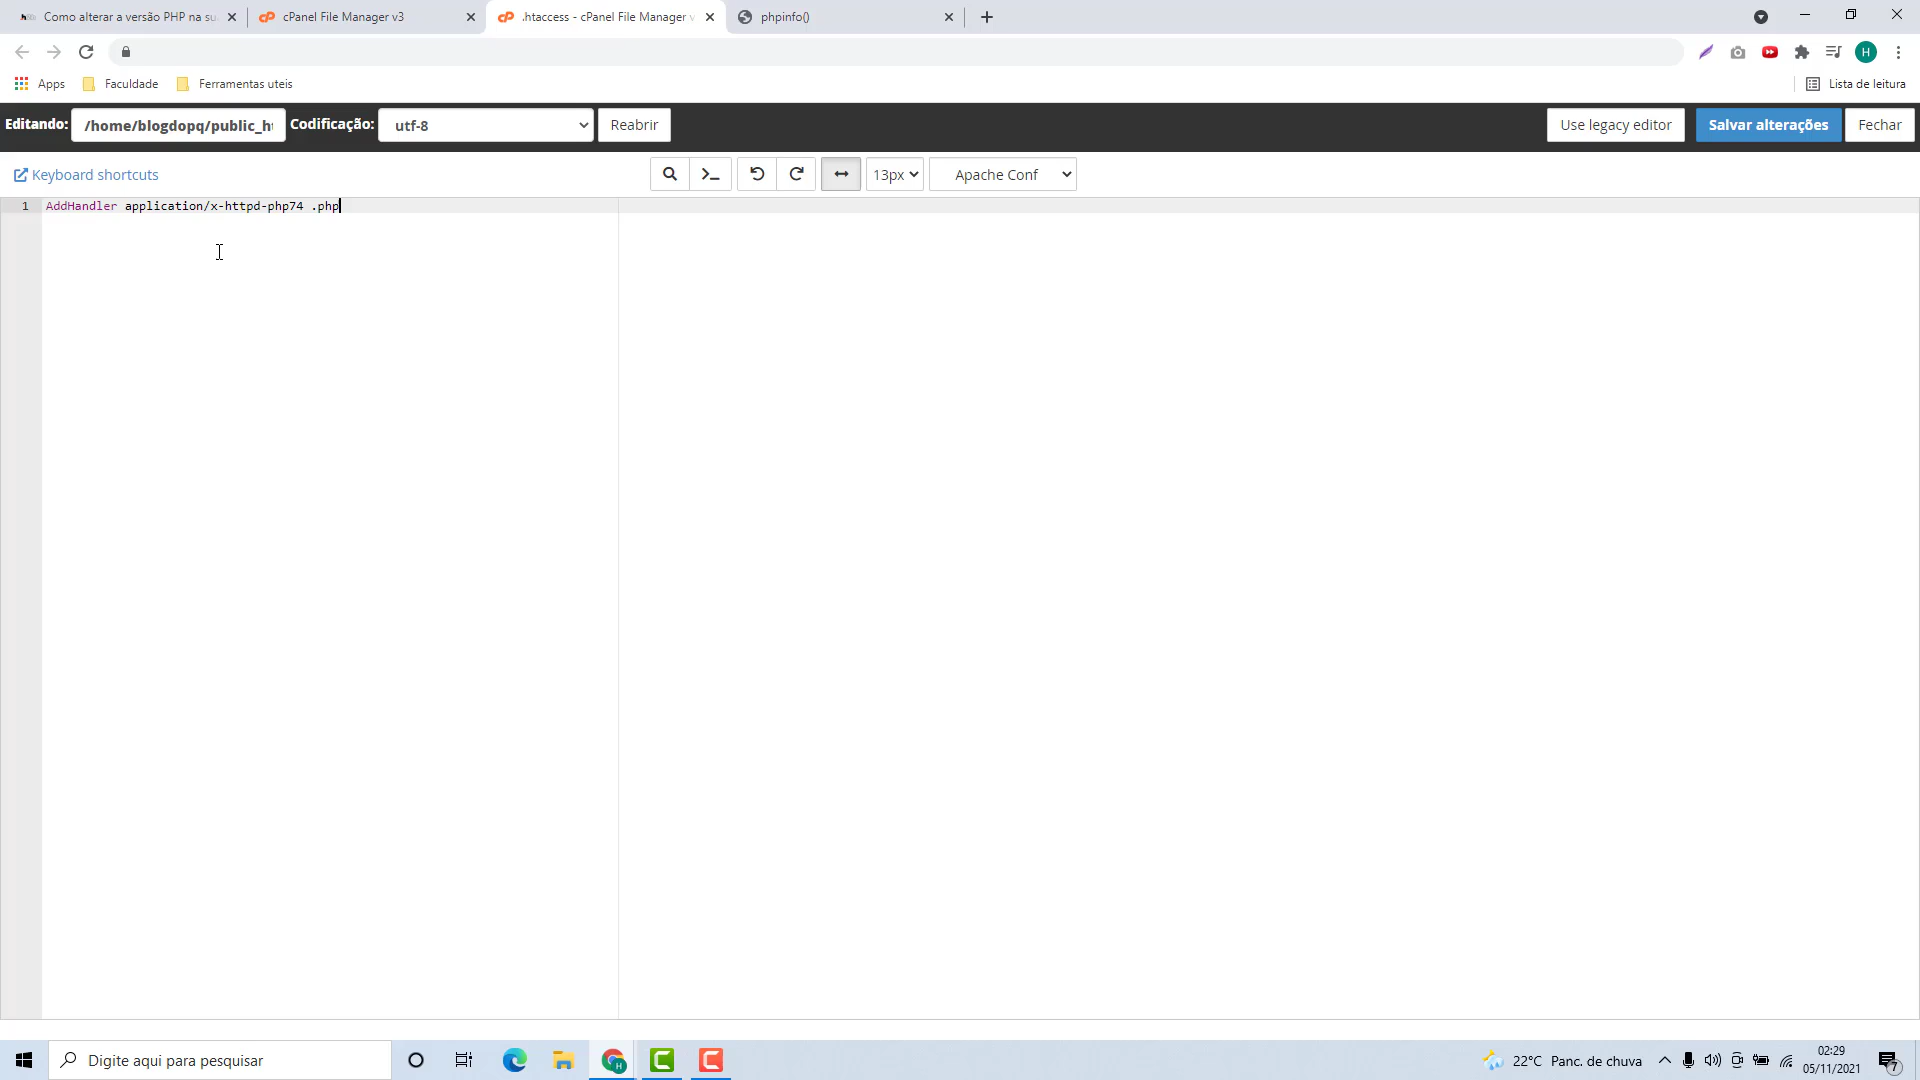 Como alterar a versão PHP na su
cPanel File Manager v3
.htaccess - cPanel File Manager v
phpinfo()
H
Apps
Faculdade
Ferramentas uteis
Lista de leitura
Editando:
/home/blogdopq/public_ht
Codificação:
utf-8
Reabrir
Use legacy editor
Salvar alterações
Fechar
Keyboard shortcuts
13px
Apache Conf
1
AddHandler application/x-httpd-php74 .php
Digite aqui para pesquisar
22°C Panc. de chuva
02:29
05/11/2021
7